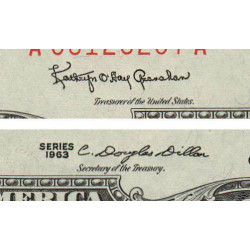 Kathryn O'Hay Granahan
Treasurer of the United States.
SERIES
1963
C. Douglas Dillon
Secretary of the Treasury.